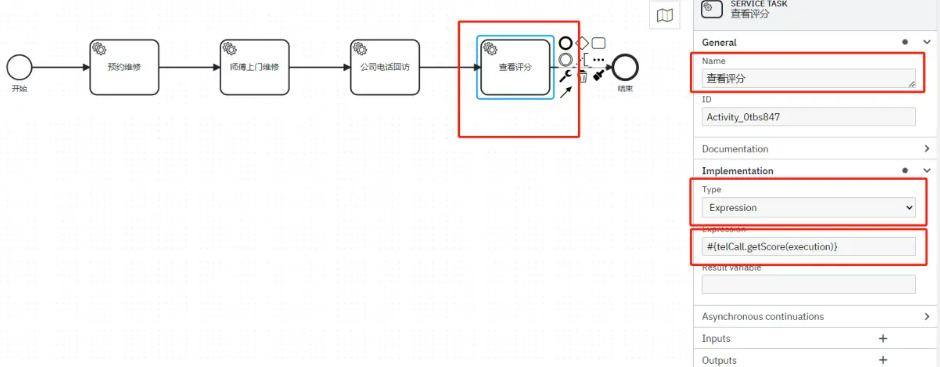 开始
预约维修
师傅上门维修
公司电话回访
查看评分
结束
SERVICE TASK
查看评分
General
Name
查看评分
ID
Activity_0tbs847
Documentation
Implementation
Type
Expression
Expression
#{telCall.getScore(execution)}
Result variable
Asynchronous continuations
Inputs
Outputs